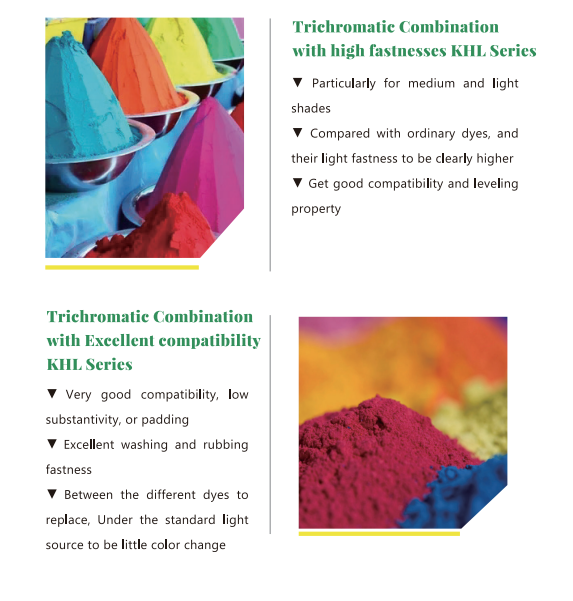 Trichromatic Combination
with high fastnesses KHL Series
▼ Particularly for medium and light
shades
▼ Compared with ordinary dyes, and
their light fastness to be clearly higher
▼ Get good compatibility and leveling
property
Trichromatic Combination
with Excellent compatibility
KHL Series
▼ Very good compatibility, low
substantivity, or padding
▼ Excellent washing and rubbing
fastness
▼ Between the different dyes to
replace, Under the standard light
source to be little color change